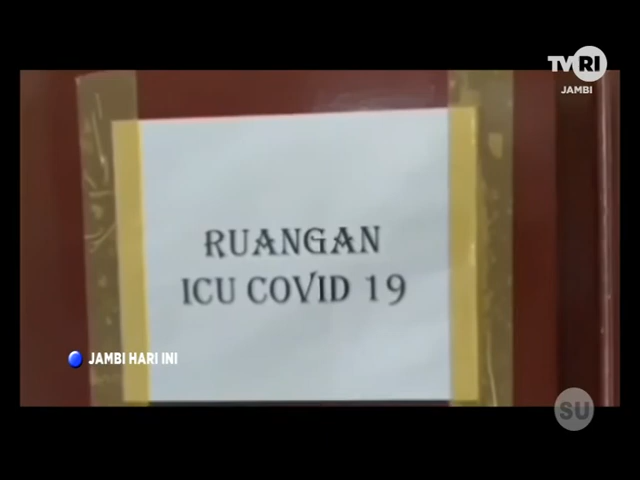 TVRI
JAMBI
RUANGAN
ICU COVID 19
JAMBI HARI INI
SU